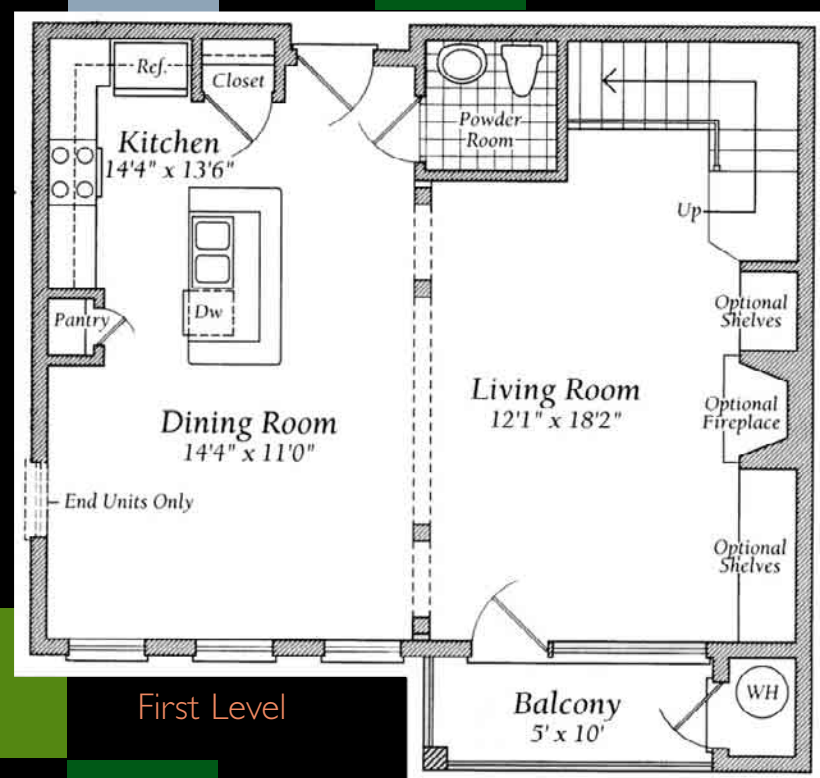 Ref.
Closet
Kitchen
14'4" x 13'6"
Powder
Room
Up
Pantry
Dw
Optional
Shelves
Living Room
12'1" x 18'2"
Optional
Fireplace
Dining Room
14'4" x 11'0"
End Units Only
Optional
Shelves
First Level
Balcony
5' x 10'
WH